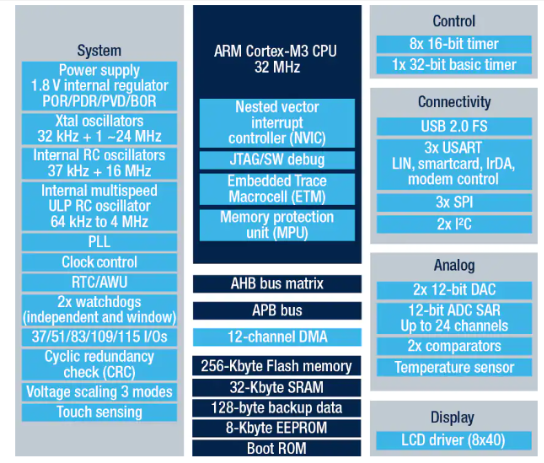 System
Power supply
1.8 V internal regulator
POR/PDR/PVD/BOR
Xtal oscillators
32 kHz + 1 ~24 MHz
Internal RC oscillators
37 kHz + 16 MHz
Internal multispeed
ULP RC oscillator
64 kHz to 4 MHz
PLL
Clock control
RTC/AWU
2x watchdogs
(independent and window)
37/51/83/109/115 I/Os
Cyclic redundancy
check (CRC)
Voltage scaling 3 modes
Touch sensing
ARM Cortex-M3 CPU
32 MHz
Nested vector
interrupt
controller (NVIC)
JTAG/SW debug
Embedded Trace
Macrocell (ETM)
Memory protection
unit (MPU)
AHB bus matrix
APB bus
12-channel DMA
256-Kbyte Flash memory
32-Kbyte SRAM
128-byte backup data
8-Kbyte EEPROM
Boot ROM
Control
8x 16-bit timer
1x 32-bit basic timer
Connectivity
USB 2.0 FS
3x USART
LIN, smartcard, IrDA,
modem control
3x SPI
2x I²C
Analog
2x 12-bit DAC
12-bit ADC SAR
Up to 24 channels
2x comparators
Temperature sensor
Display
LCD driver (8x40)